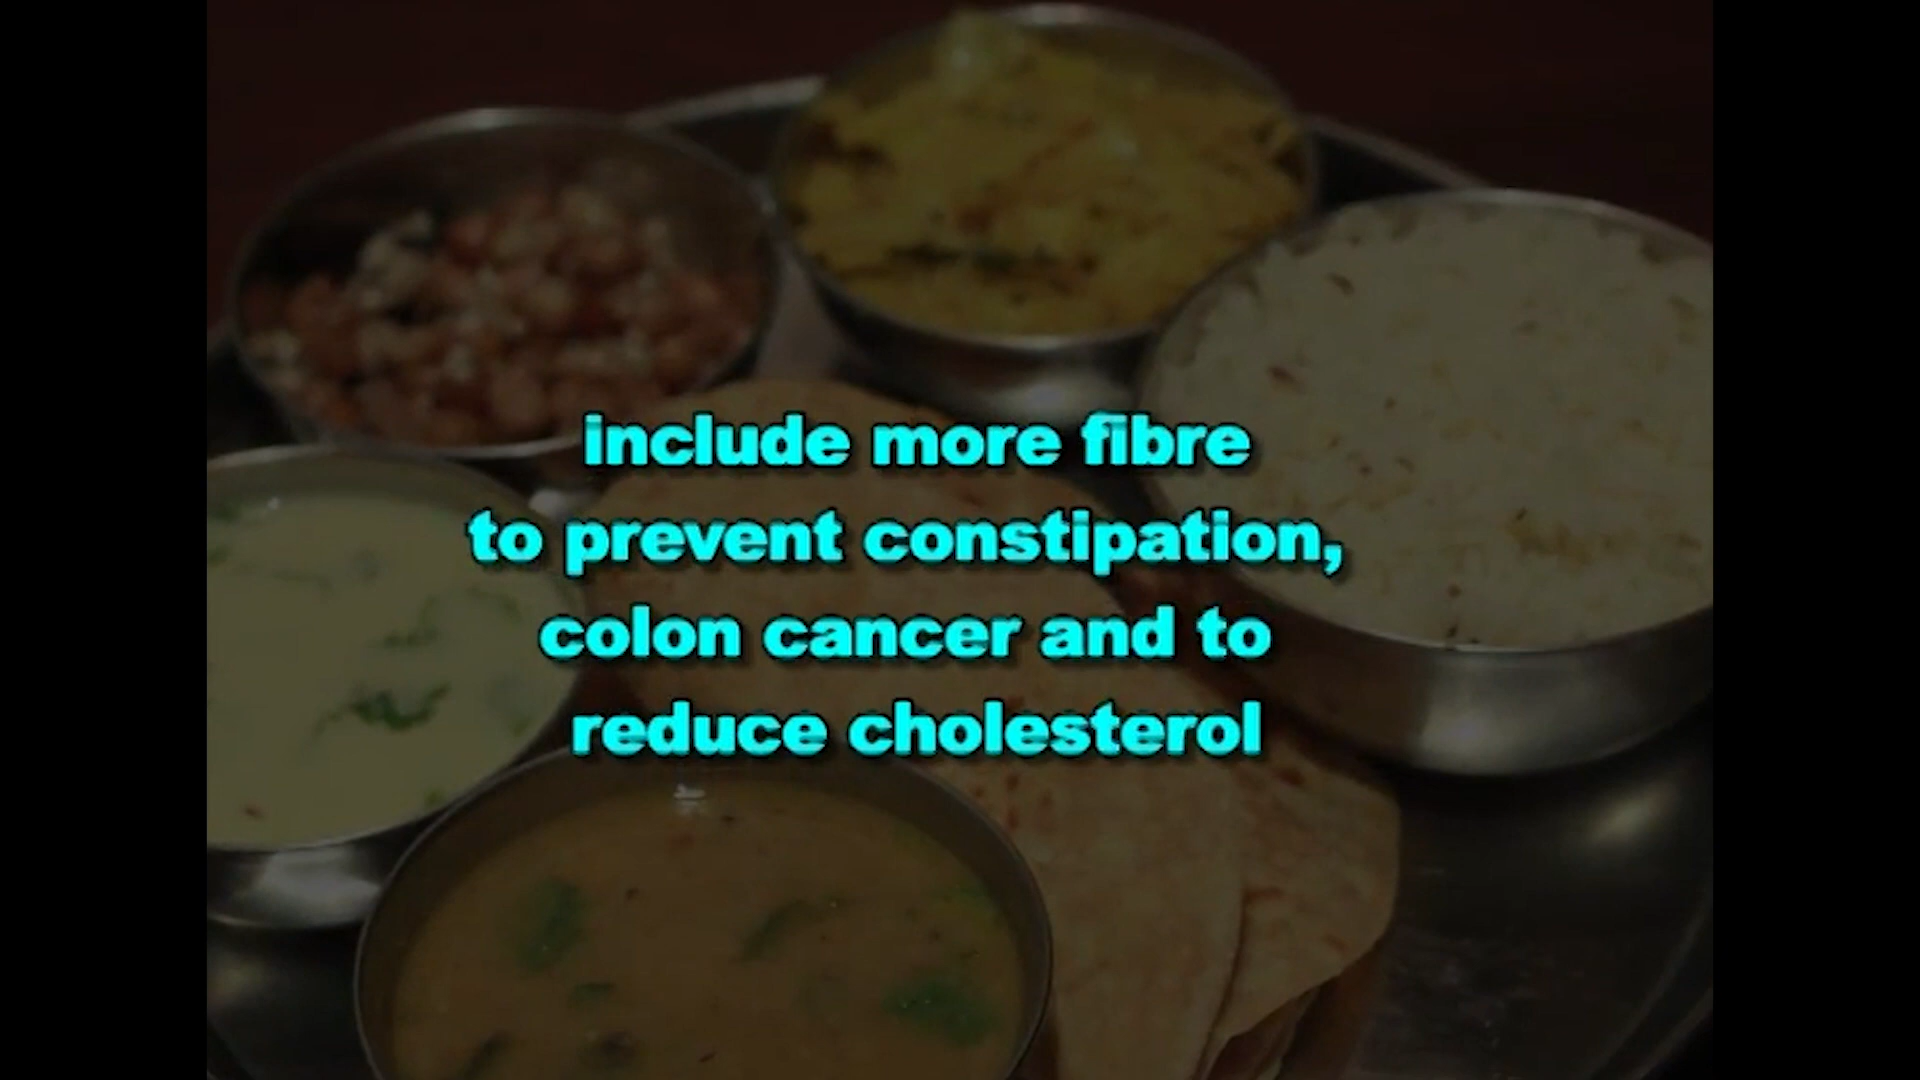 include more fibre
to prevent constipation,
colon cancer and to
reduce cholesterol